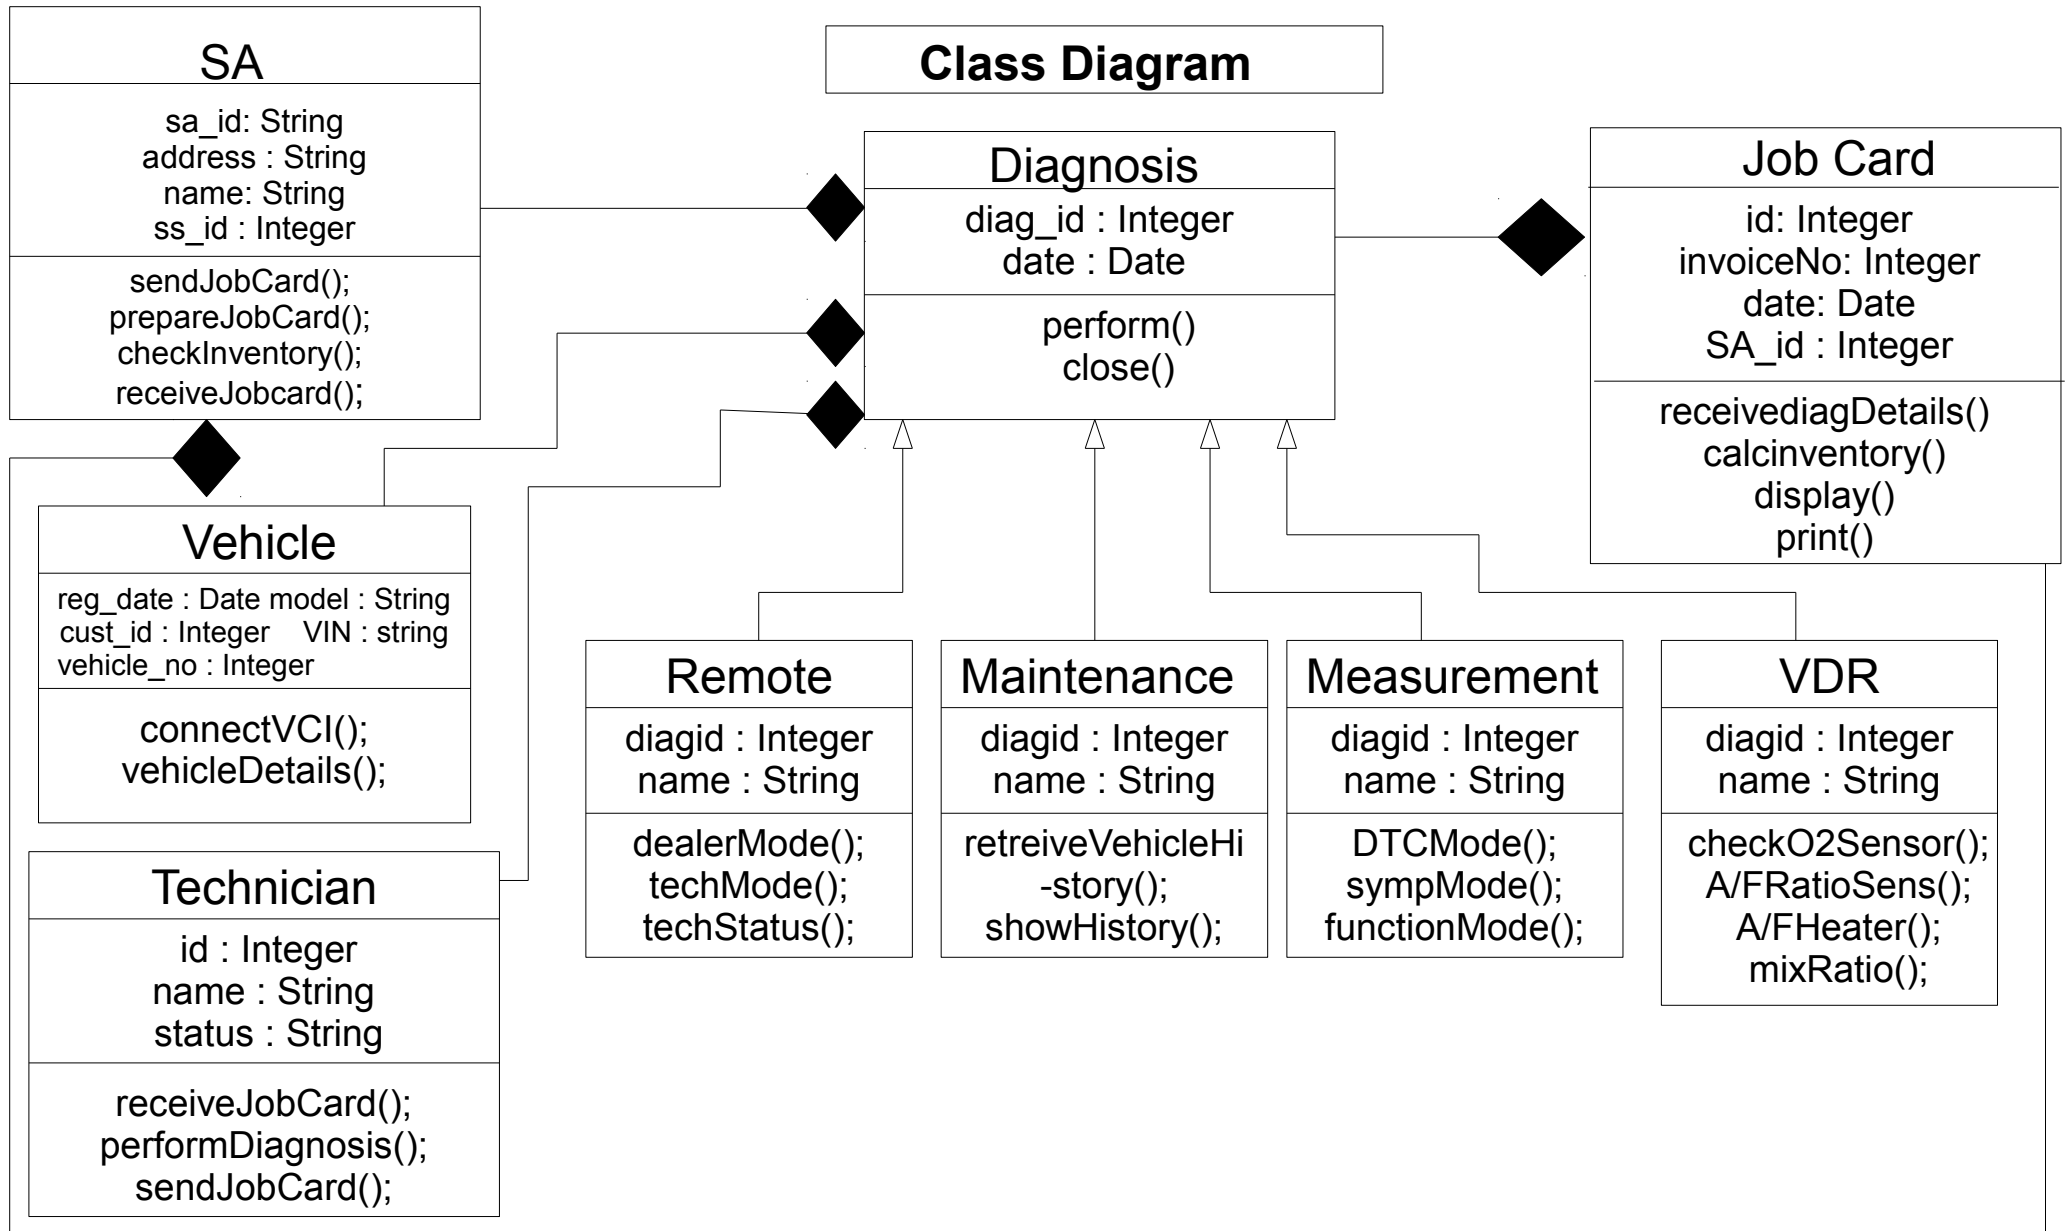 Class Diagram
SA
sa_id: String
address : String
name: String
ss_id : Integer
sendJobCard();
prepareJobCard();
checkInventory();
receiveJobcard();
Diagnosis
diag_id : Integer
date : Date
perform()
close()
Job Card
id: Integer
invoiceNo: Integer
date: Date
SA_id : Integer
receivediagDetails()
calcinventory()
display()
print()
Vehicle
reg_date : Date model : String
cust_id : Integer VIN : string
vehicle_no : Integer
connectVCI();
vehicleDetails();
Technician
id : Integer
name : String
status : String
receiveJobCard();
performDiagnosis();
sendJobCard();
Remote
diagid : Integer
name : String
dealerMode();
techMode();
techStatus();
Maintenance
diagid : Integer
name : String
retreiveVehicleHi
-story();
showHistory();
Measurement
diagid : Integer
name : String
DTCMode();
sympMode();
functionMode();
VDR
diagid : Integer
name : String
checkO2Sensor();
A/FRatioSens();
A/FHeater();
mixRatio();